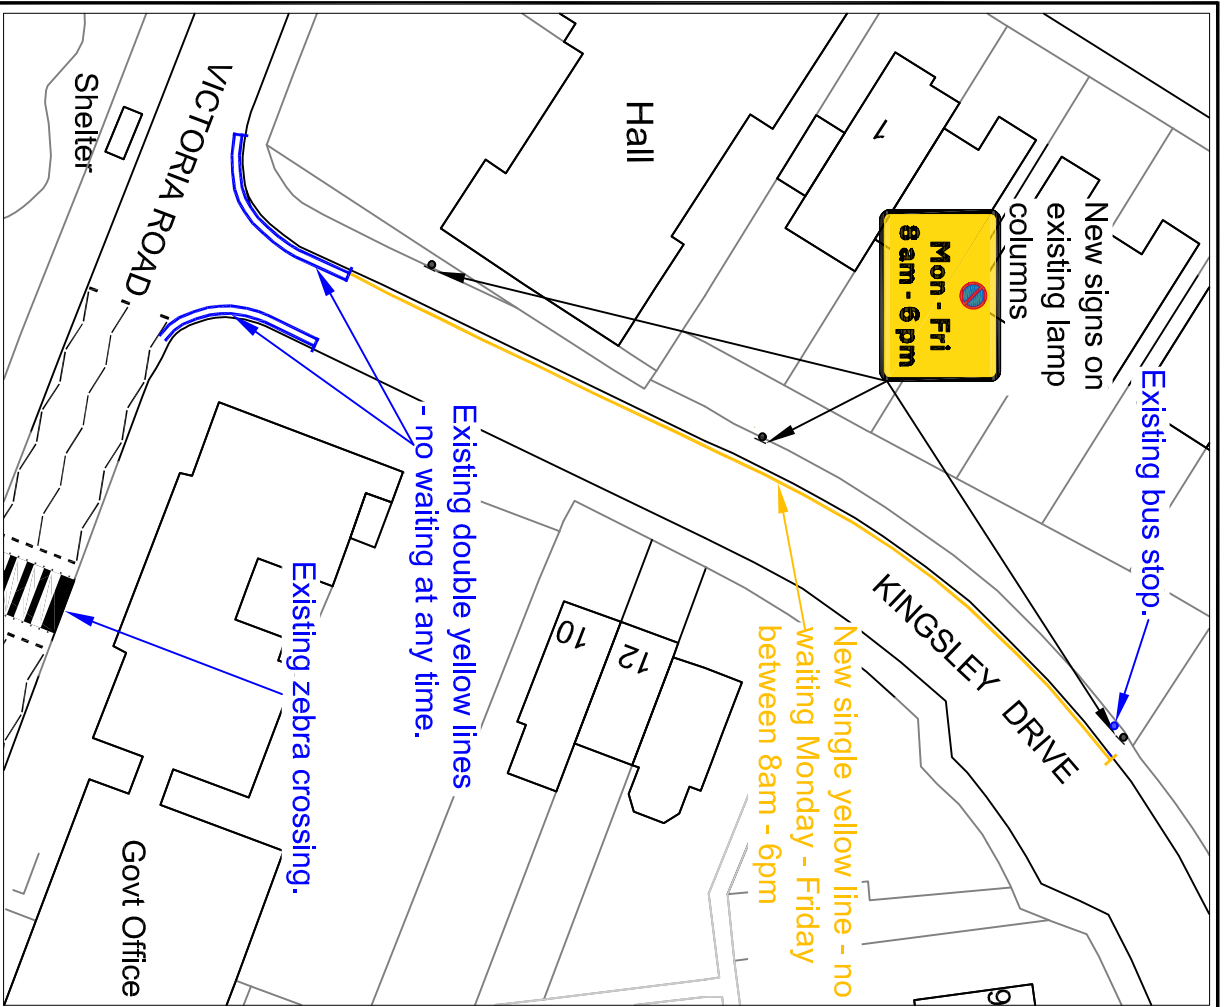 Existing bus stop.
New signs on
existing lamp
columns
Mon - Fri
8 am - 6 pm
1
Hall
KINGSLEY DRIVE
New single yellow line - no
waiting Monday - Friday
between 8am - 6pm
VICTORIA ROAD
Shelter
Existing double yellow lines
- no waiting at any time.
10
12
Existing zebra crossing.
Govt Office
9